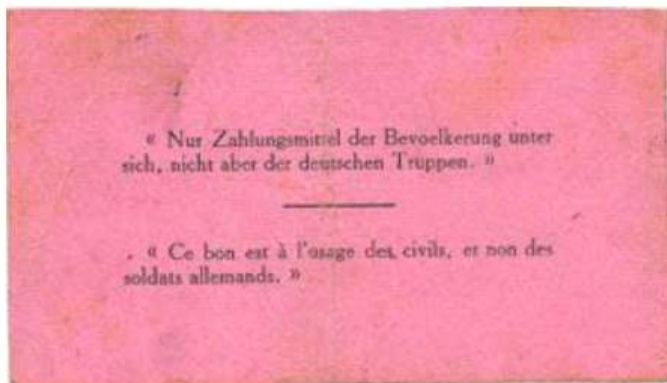 « Nur Zahlungsmittel der Bevoelkerung unter
sich, nicht aber der deutschen Truppen. »
« Ce bon est à l'usage des civils, et non des
soldats allemands. »